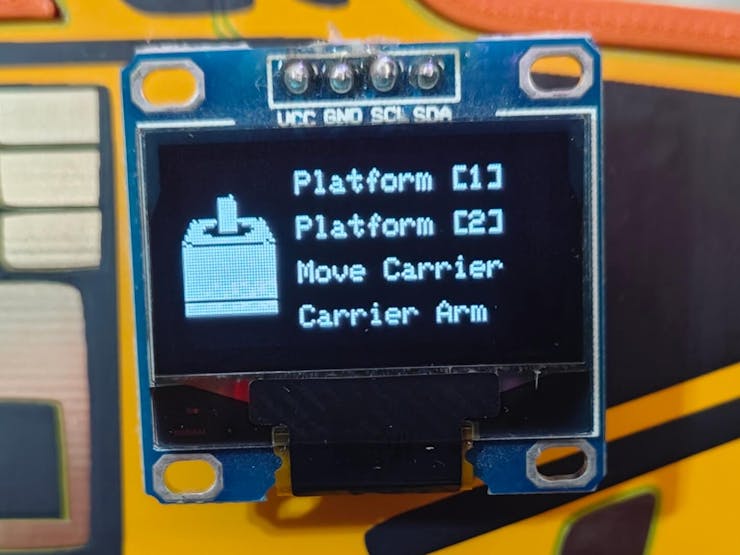 VCC GND SCL SDA
Platform [1]
Platform [2]
Move Carrier
Carrier Arm